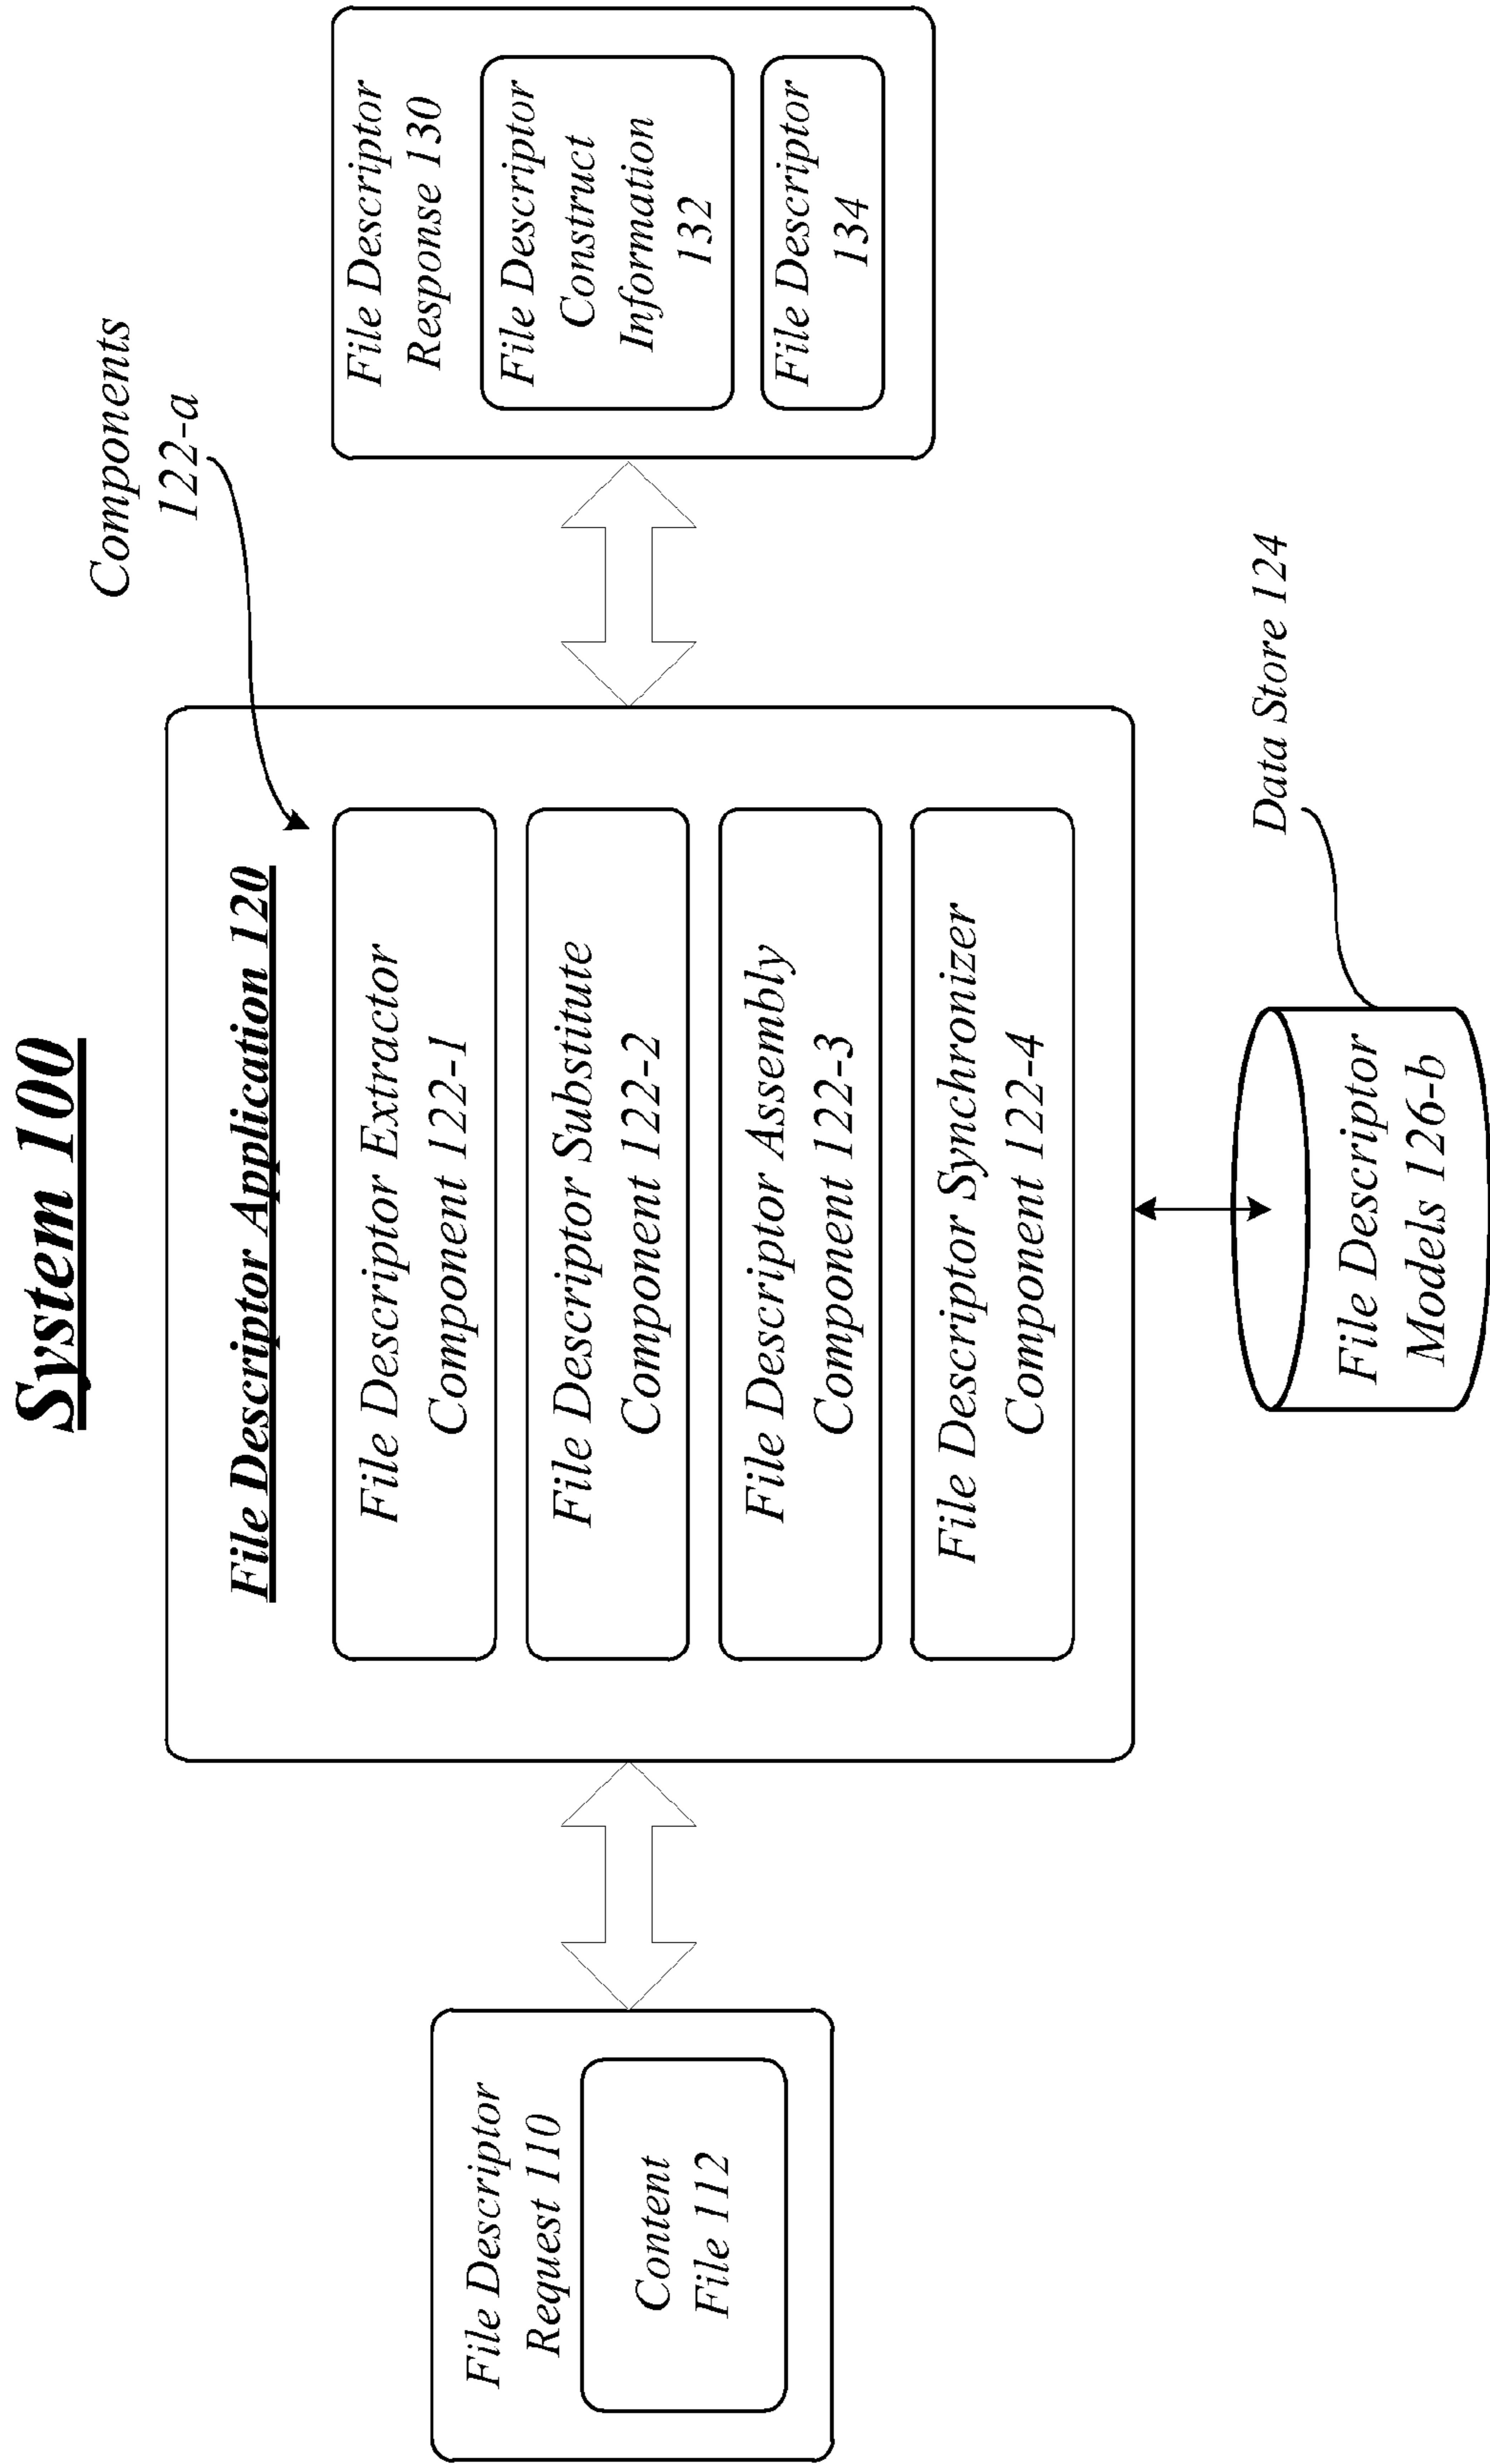 System 100
Components
122-a
File Descriptor Application 120
File Descriptor Extractor
Component 122-1
File Descriptor Substitute
Component 122-2
File Descriptor Assembly
Component 122-3
File Descriptor Synchronizer
Component 122-4
File Descriptor
Request 110
Content
File 112
File Descriptor
Response 130
File Descriptor
Construct
Information
132
File Descriptor
134
Data Store 124
File Descriptor
Models 126-b